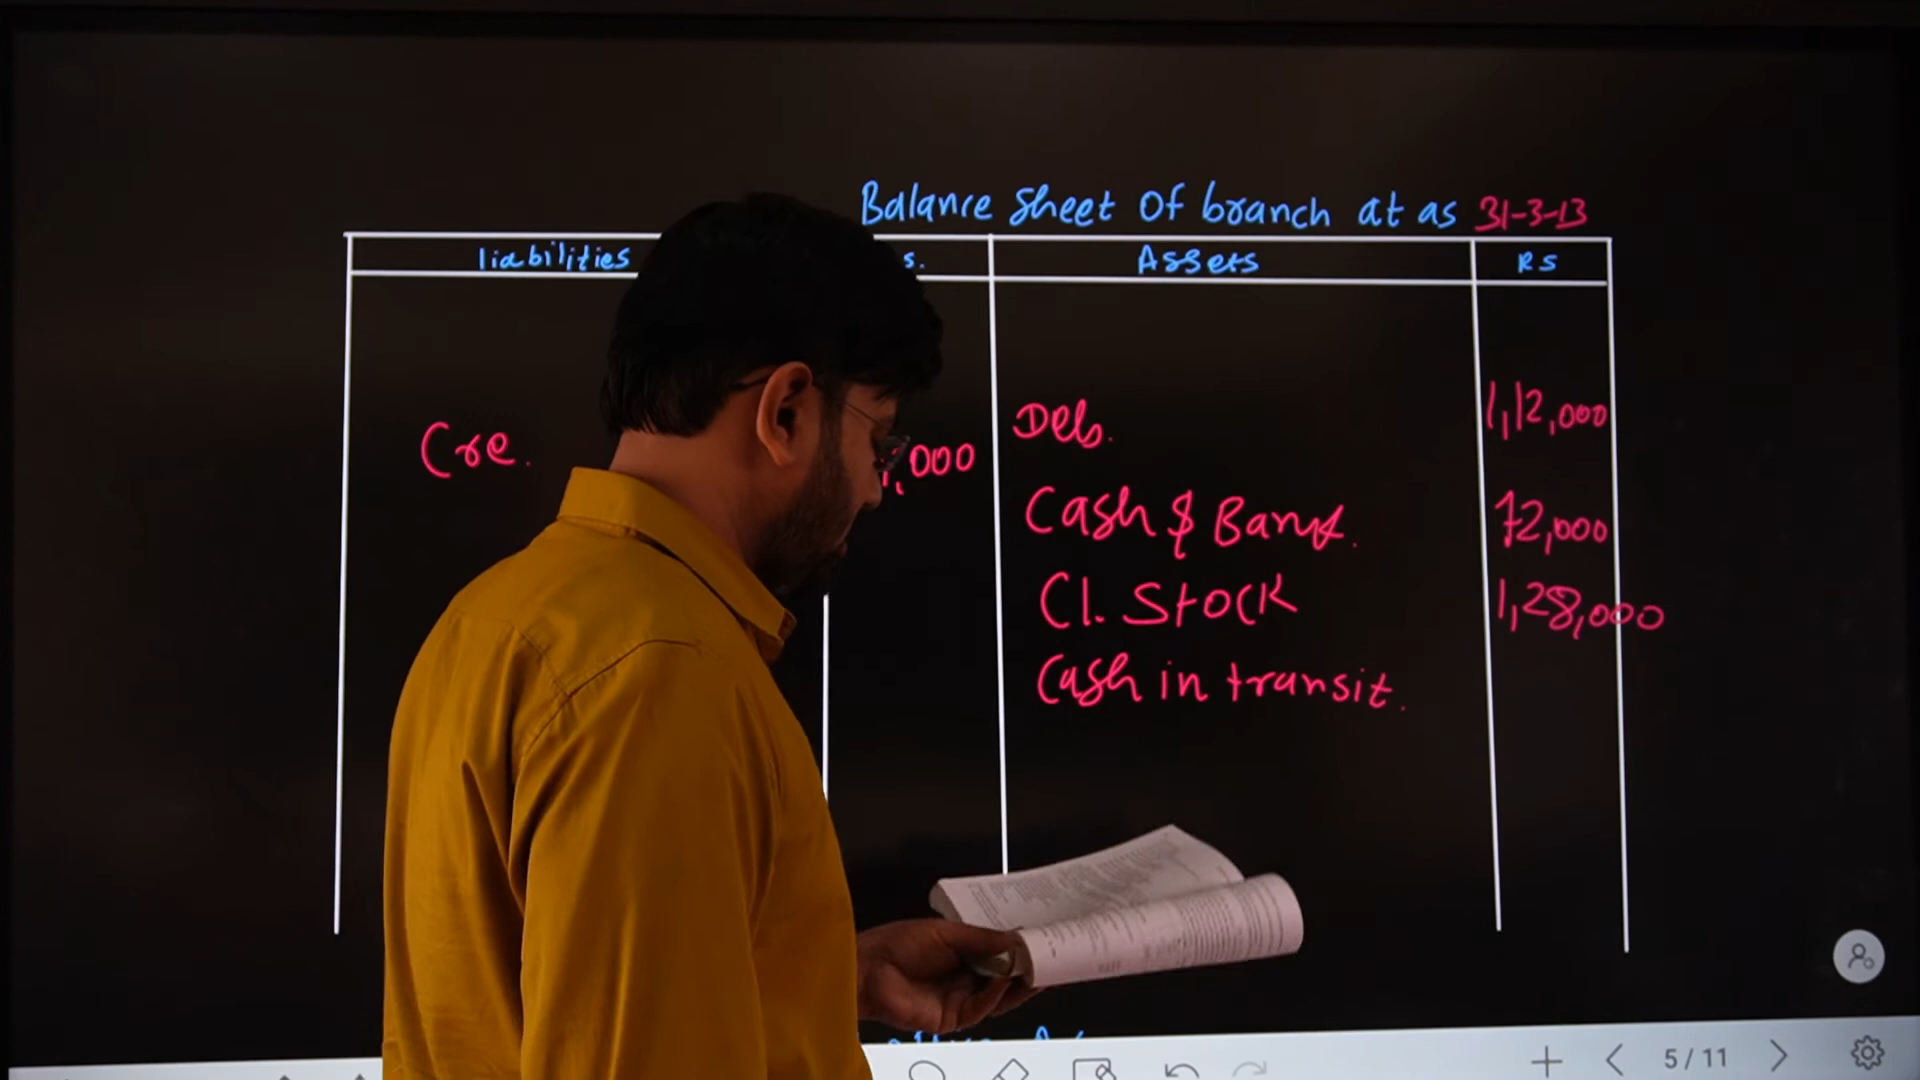 Balance Sheet Of branch at as 31-3-13
liabilities Assets RS
Deb. 1,12,000
Cre. ,000
Cash & Bank. 72,000
Cl. Stock 1,28,000
Cash in transit.
5 / 11